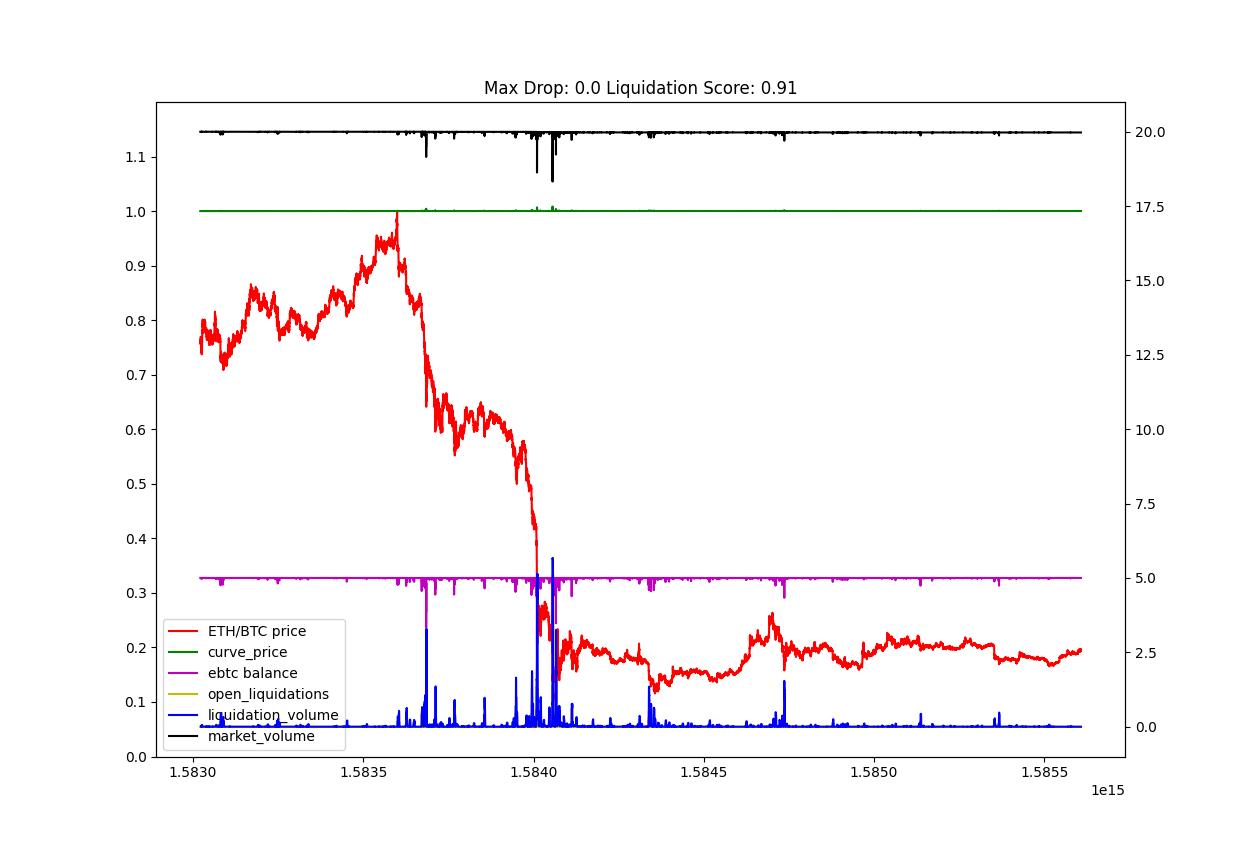 Max Drop: 0.0 Liquidation Score: 0.91
1.1
1.0
0.9
0.8
0.7
0.6
0.5
0.4
0.3
0.2
0.1
0.0
20.0
17.5
15.0
12.5
10.0
7.5
5.0
2.5
0.0
ETH/BTC price
curve_price
ebtc balance
open_liquidations
liquidation_volume
market_volume
1.5830 1.5835 1.5840 1.5845 1.5850 1.5855
1e15